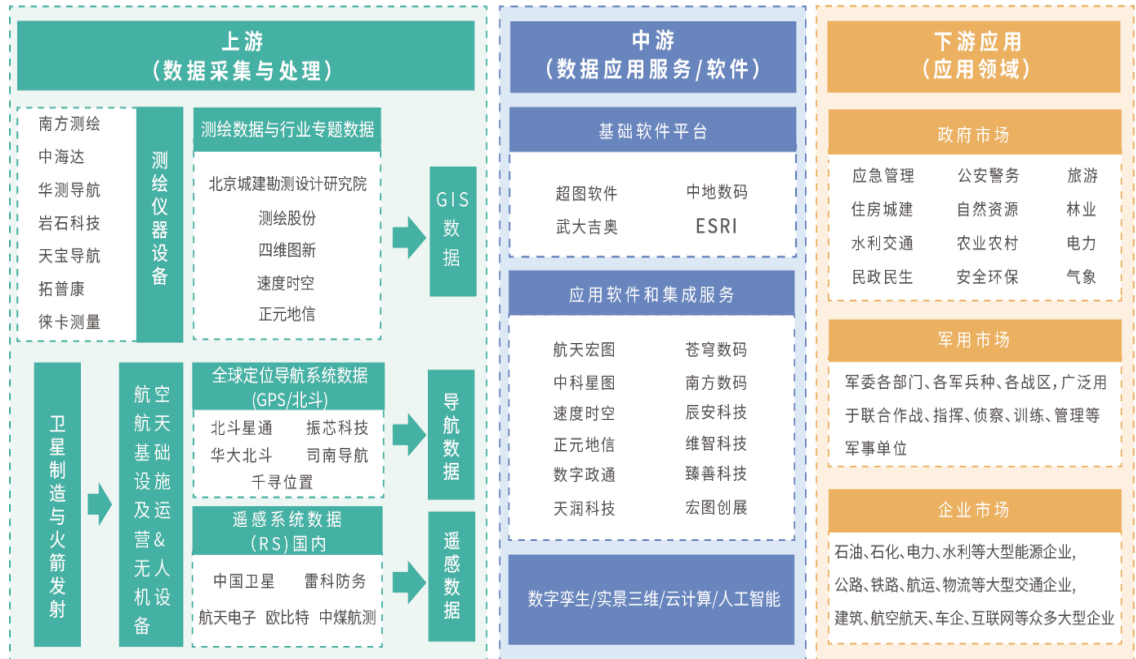 上游
（数据采集与处理）
南方测绘
中海达
华测导航
岩石科技
天宝导航
拓普康
徕卡测量
测绘仪器设备
测绘数据与行业专题数据
北京城建勘测设计研究院
测绘股份
四维图新
速度时空
正元地信
GIS数据
卫星制造与火箭发射
航空航天基础设施及运营&无人机设备
全球定位导航系统数据
(GPS/北斗)
北斗星通 振芯科技
华大北斗 司南导航
千寻位置
导航数据
遥感系统数据
（RS)国内
中国卫星 雷科防务
航天电子 欧比特 中煤航测
遥感数据
中游
（数据应用服务/软件）
基础软件平台
超图软件 中地数码
武大吉奥 ESRI
应用软件和集成服务
航天宏图 苍穹数码
中科星图 南方数码
速度时空 辰安科技
正元地信 维智科技
数字政通 臻善科技
天润科技 宏图创展
数字孪生/实景三维/云计算/人工智能
下游应用
（应用领域）
政府市场
应急管理 公安警务 旅游
住房城建 自然资源 林业
水利交通 农业农村 电力
民政民生 安全环保 气象
军用市场
军委各部门、各军兵种、各战区，广泛用
于联合作战、指挥、侦察、训练、管理等
军事单位
企业市场
石油、石化、电力、水利等大型能源企业，
公路、铁路、航运、物流等大型交通企业，
建筑、航空航天、车企、互联网等众多大型企业